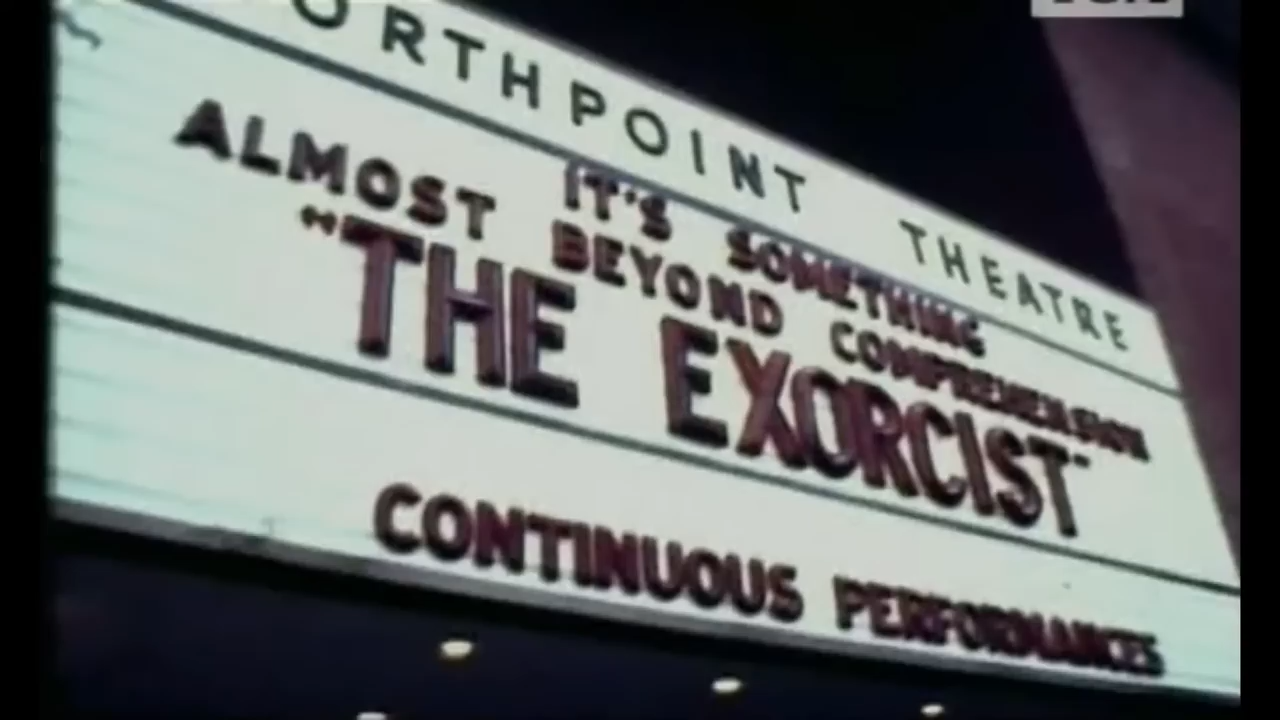 ORTHPOINT THEATRE
IT'S SOMETHING
ALMOST BEYOND COMPREHENSION
"THE EXORCIST"
CONTINUOUS PERFORMANCES